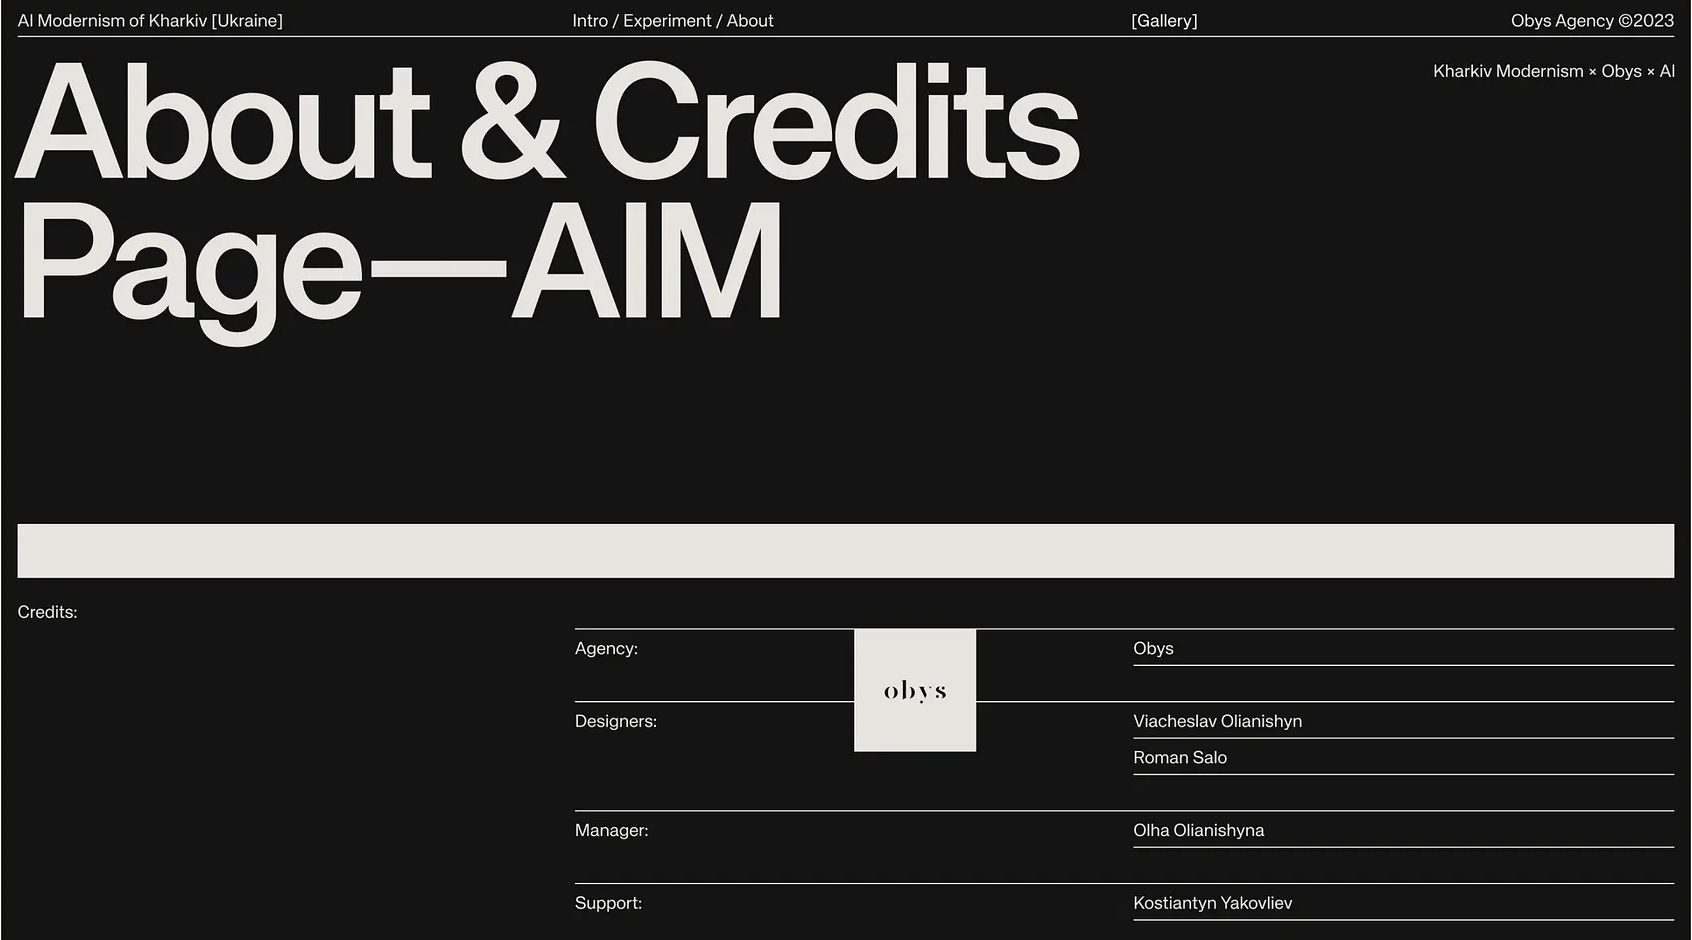 AI Modernism of Kharkiv [Ukraine]
Intro / Experiment / About
[Gallery]
Obys Agency ©2023
About & Credits
Page—AIM
Kharkiv Modernism × Obys × AI
Credits:
Agency:
obys
Obys
Designers:
Viacheslav Olianishyn
Roman Salo
Manager:
Olha Olianishyna
Support:
Kostiantyn Yakovliev